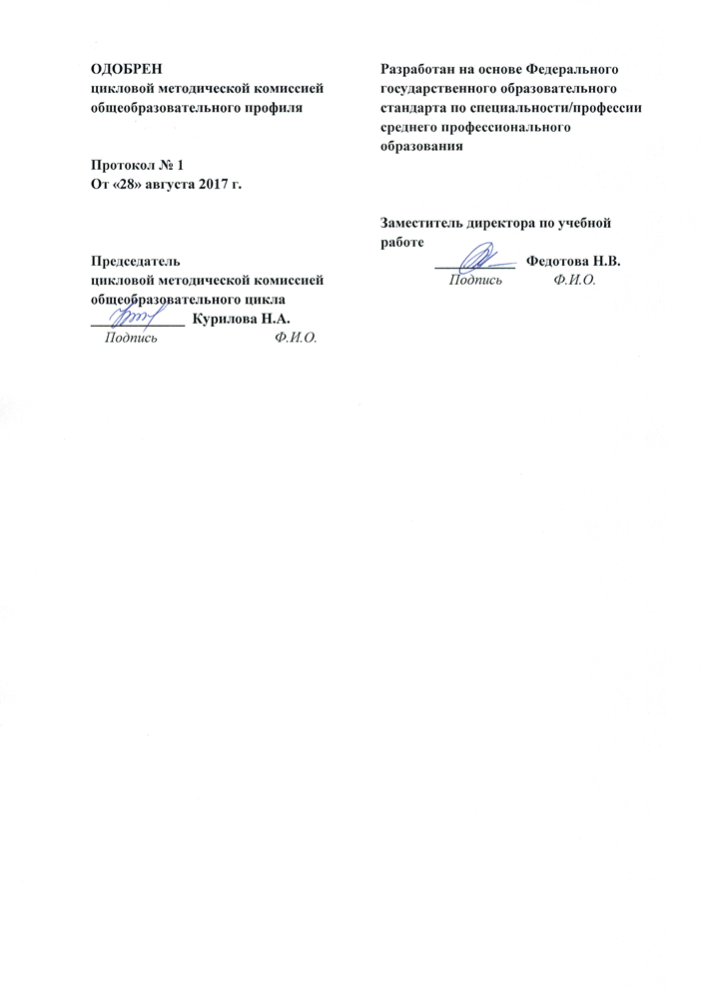 ОДОБРЕН
цикловой методической комиссией
общеобразовательного профиля
Протокол № 1
От «28» августа 2017 г.
Председатель
цикловой методической комиссией
общеобразовательного цикла
Курилова Н.А.
Подпись Ф.И.О.
Разработан на основе Федерального
государственного образовательного
стандарта по специальности/профессии
среднего профессионального
образования
Заместитель директора по учебной
работе
Федотова Н.В.
Подпись Ф.И.О.